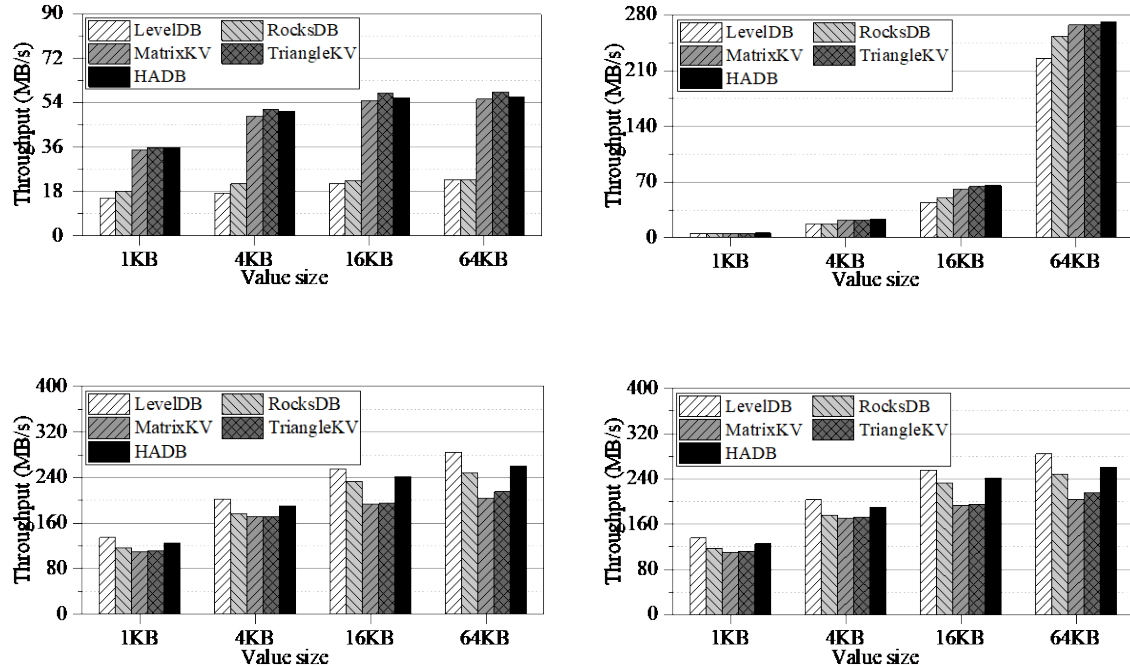 90
72
54
36
18
0
Throughput (MB/s)
LevelDB RocksDB
MatrixKV TriangleKV
HADB
1KB 4KB 16KB 64KB
Value size
280
210
140
70
0
Throughput (MB/s)
LevelDB RocksDB
MatrixKV TriangleKV
HADB
1KB 4KB 16KB 64KB
Value size
400
320
240
160
80
0
Throughput (MB/s)
LevelDB RocksDB
MatrixKV TriangleKV
HADB
1KB 4KB 16KB 64KB
Value size
400
320
240
160
80
0
Throughput (MB/s)
LevelDB RocksDB
MatrixKV TriangleKV
HADB
1KB 4KB 16KB 64KB
Value size